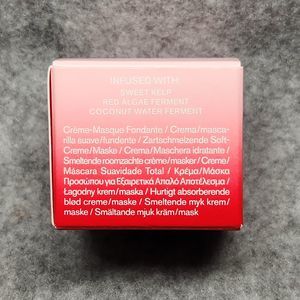 INFUSED WITH:
SWEET KELP
RED ALGAE FERMENT
COCONUT WATER FERMENT
Crème-Masque Fondante / Crema/masca-
rilla suave/fundente / Zartschmelzende Soft-
Creme/Maske / Crema/Maschera idratante /
Smeltende roomzachte crème/masker / Creme/
Máscara Suavidade Total / Κρέμα/Μάσκα
Προσώπου για Εξαιρετικά Απαλό Αποτέλεσμα /
Łagodny krem/maska / Hurtigt absorberende
blød creme/maske / Smeltende myk krem/
maske / Smältande mjuk kräm/mask